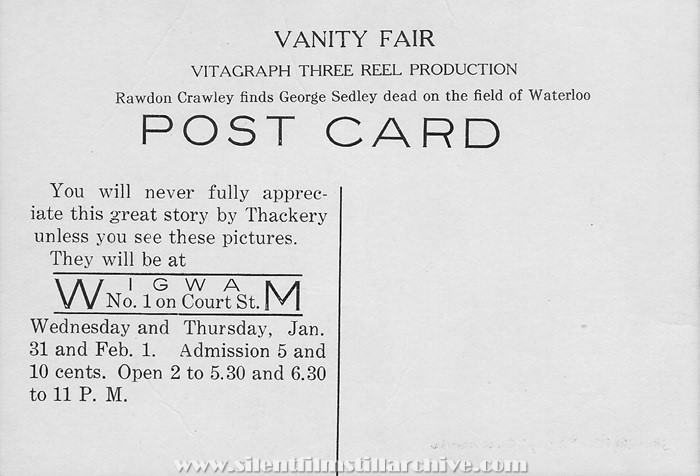 VANITY FAIR
VITAGRAPH THREE REEL PRODUCTION
Rawdon Crawley finds George Sedley dead on the field of Waterloo
POST CARD
You will never fully apprec-
iate this great story by Thackery
unless you see these pictures.
They will be at
WIGWAM
No. 1 on Court St.
Wednesday and Thursday, Jan.
31 and Feb. 1. Admission 5 and
10 cents. Open 2 to 5.30 and 6.30
to 11 P. M.
www.silentfilmstillarchive.com